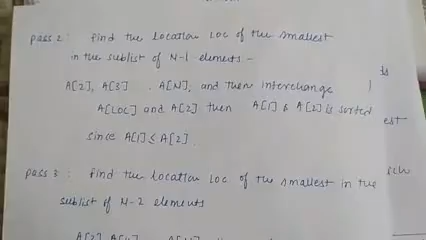 pass 2: Find the location LOC of the smallest
in the sublist of N-1 elements -
A[2], A[3] . . A[N], and then interchange
A[LOC] and A[2] then A[1] & A[2] is sorted
since A[1] ≤ A[2].
pass 3 : Find the location LOC of the smallest in the
sublist of N-2 elements